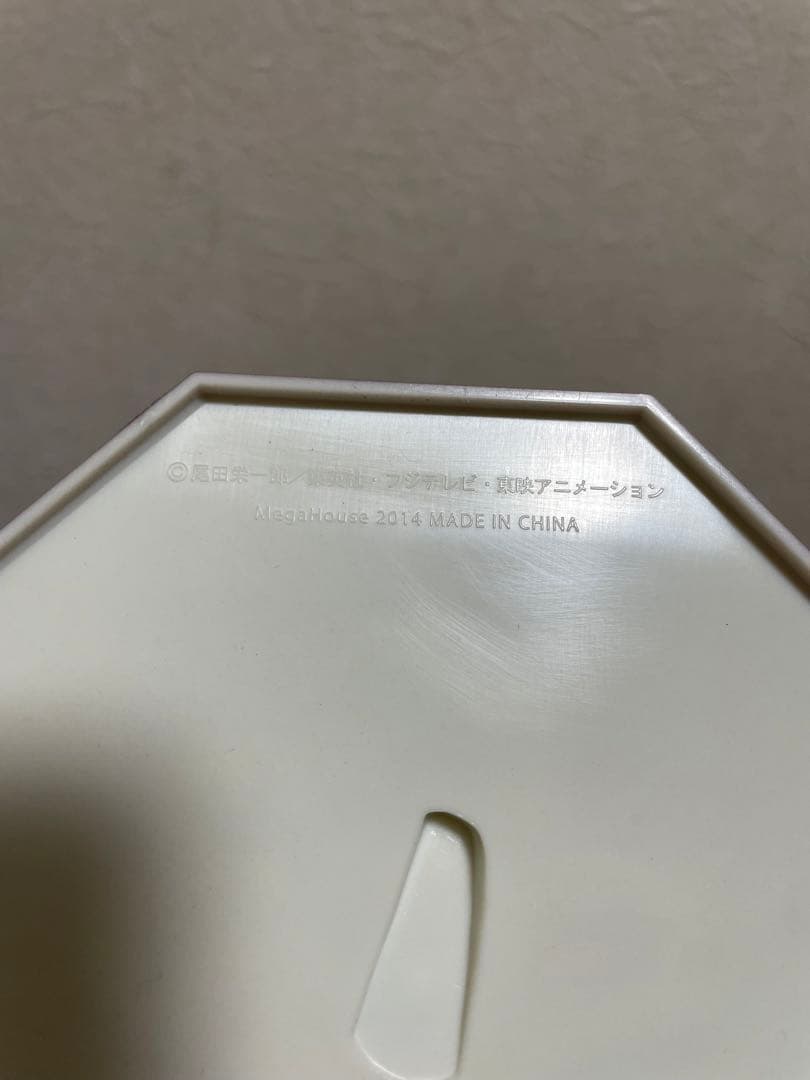 ©尾田栄一郎／集英社・フジテレビ・東映アニメーション
MegaHouse 2014 MADE IN CHINA